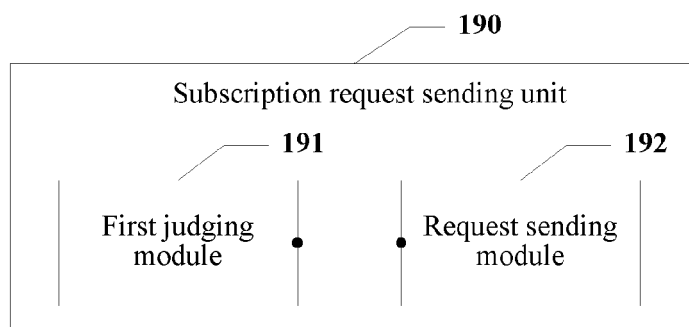 190
Subscription request sending unit
191
192
First judging
module
Request sending
module